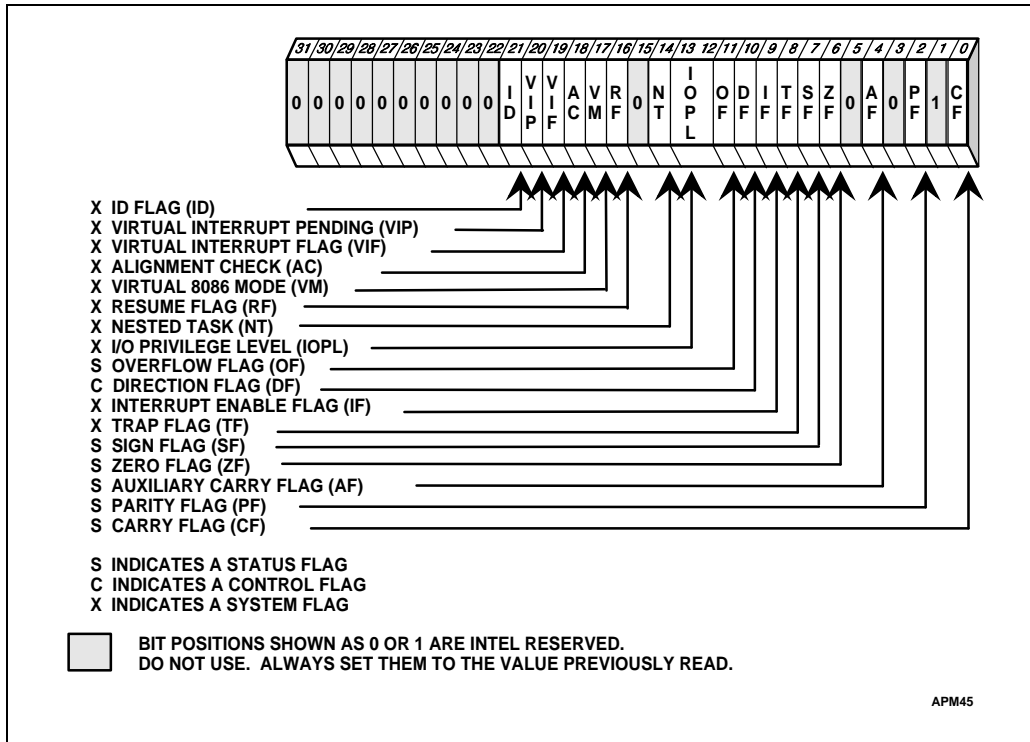 31 30 29 28 27 26 25 24 23 22 21 20 19 18 17 16 15 14 13 12 11 10 9 8 7 6 5 4 3 2 1 0
0 0 0 0 0 0 0 0 0 0 ID VIP VIF AC VM RF 0 NT IOPL OF DF IF TF SF ZF 0 AF 0 PF 1 CF
X ID FLAG (ID)
X VIRTUAL INTERRUPT PENDING (VIP)
X VIRTUAL INTERRUPT FLAG (VIF)
X ALIGNMENT CHECK (AC)
X VIRTUAL 8086 MODE (VM)
X RESUME FLAG (RF)
X NESTED TASK (NT)
X I/O PRIVILEGE LEVEL (IOPL)
S OVERFLOW FLAG (OF)
C DIRECTION FLAG (DF)
X INTERRUPT ENABLE FLAG (IF)
X TRAP FLAG (TF)
S SIGN FLAG (SF)
S ZERO FLAG (ZF)
S AUXILIARY CARRY FLAG (AF)
S PARITY FLAG (PF)
S CARRY FLAG (CF)
S INDICATES A STATUS FLAG
C INDICATES A CONTROL FLAG
X INDICATES A SYSTEM FLAG
BIT POSITIONS SHOWN AS 0 OR 1 ARE INTEL RESERVED.
DO NOT USE. ALWAYS SET THEM TO THE VALUE PREVIOUSLY READ.
APM45